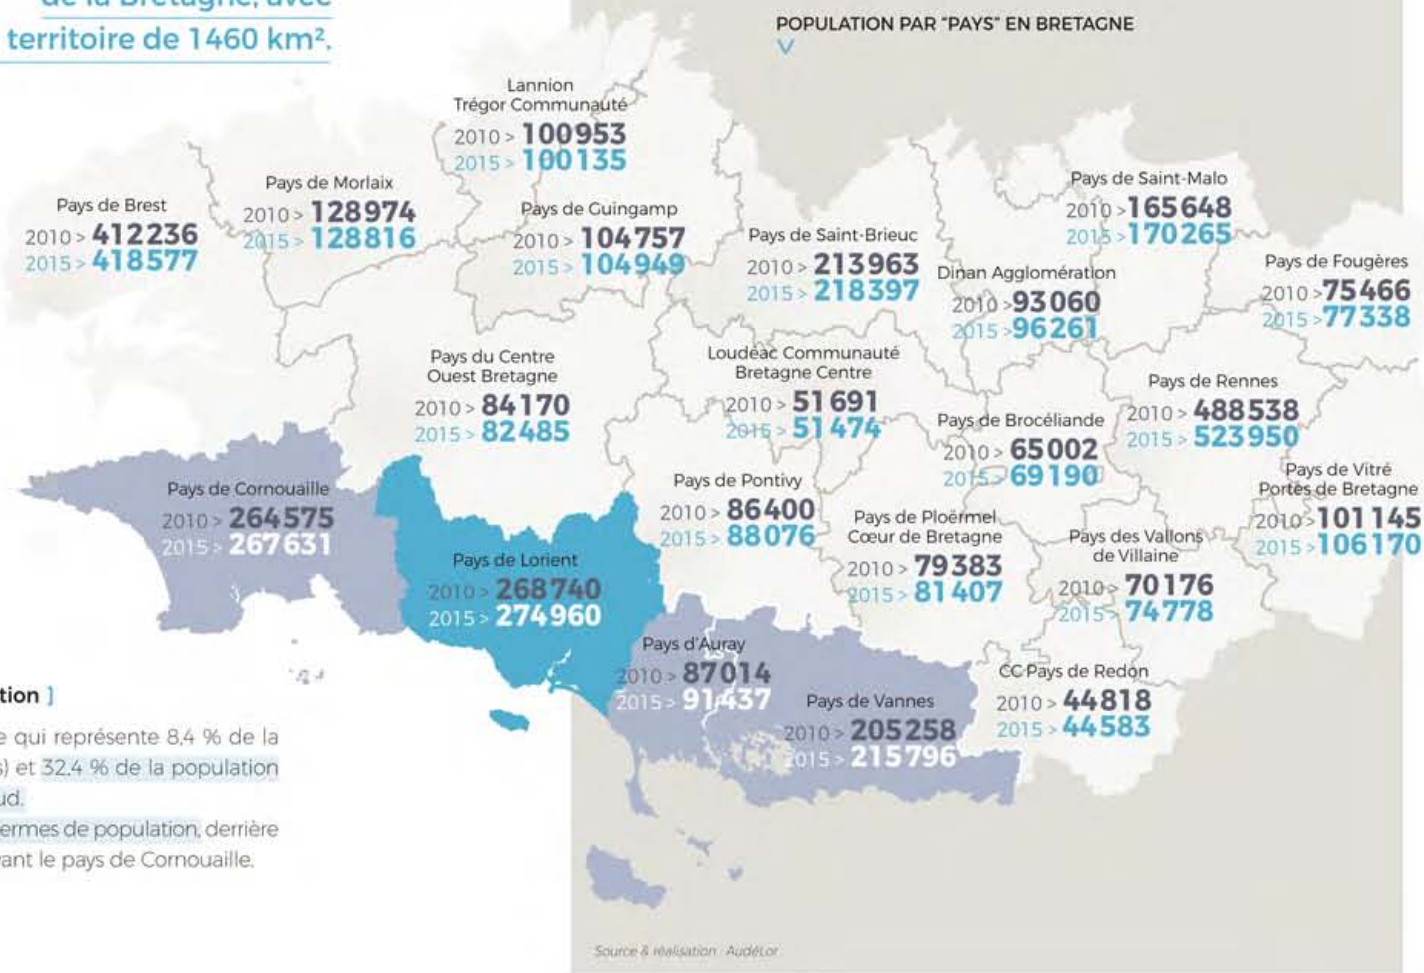 de la Bretagne, avec
territoire de 1460 km².
POPULATION PAR "PAYS" EN BRETAGNE
Lannion
Trégor Communauté
2010 > 100953
2015 > 100135
Pays de Brest
2010 > 412236
2015 > 418577
Pays de Morlaix
2010 > 128974
2015 > 128816
Pays de Guingamp
2010 > 104757
2015 > 104949
Pays de Saint-Brieuc
2010 > 213963
2015 > 218397
Dinan Agglomération
2010 > 93060
2015 > 96261
Pays de Saint-Malo
2010 > 165648
2015 > 170265
Pays de Fougères
2010 > 75466
2015 > 77338
Pays du Centre
Ouest Bretagne
2010 > 84170
2015 > 82485
Loudéac Communauté
Bretagne Centre
2010 > 51691
2015 > 51474
Pays de Brocéliande
2010 > 65002
2015 > 69190
Pays de Rennes
2010 > 488538
2015 > 523950
Pays de Vitré
Portes de Bretagne
2010 > 101145
2015 > 106170
Pays de Cornouaille
2010 > 264575
2015 > 267631
Pays de Lorient
2010 > 268740
2015 > 274960
Pays de Pontivy
2010 > 86400
2015 > 88076
Pays de Ploërmel
Cœur de Bretagne
2010 > 79383
2015 > 81407
Pays des Vallons
de Villaine
2010 > 70176
2015 > 74778
Pays d'Auray
2010 > 87014
2015 > 91437
Pays de Vannes
2010 > 205258
2015 > 215796
CC Pays de Redon
2010 > 44818
2015 > 44583
tion ]
e qui représente 8,4 % de la
s) et 32,4 % de la population
ud.
ermes de population, derrière
vant le pays de Cornouaille.
Source & réalisation : AudéLor